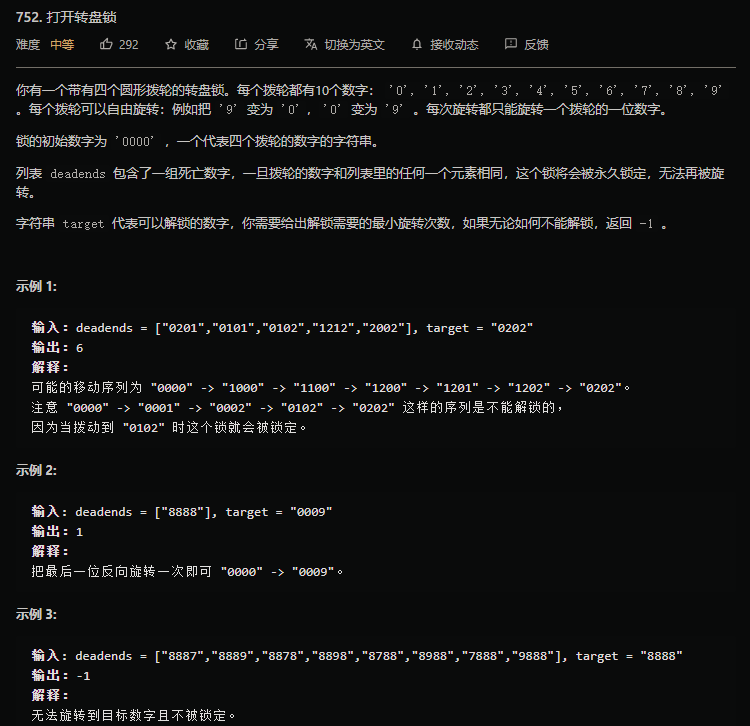 752. 打开转盘锁
难度 中等 292 收藏 分享 切换为英文 接收动态 反馈
你有一个带有四个圆形拨轮的转盘锁。每个拨轮都有10个数字： '0', '1', '2', '3', '4', '5', '6', '7', '8', '9'
。每个拨轮可以自由旋转：例如把 '9' 变为 '0'，'0' 变为 '9' 。每次旋转都只能旋转一个拨轮的一位数字。
锁的初始数字为 '0000' ，一个代表四个拨轮的数字的字符串。
列表 deadends 包含了一组死亡数字，一旦拨轮的数字和列表里的任何一个元素相同，这个锁将会被永久锁定，无法再被旋
转。
字符串 target 代表可以解锁的数字，你需要给出解锁需要的最小旋转次数，如果无论如何不能解锁，返回 -1 。
示例 1:
输入：deadends = ["0201","0101","0102","1212","2002"], target = "0202"
输出：6
解释：
可能的移动序列为 "0000" -> "1000" -> "1100" -> "1200" -> "1201" -> "1202" -> "0202"。
注意 "0000" -> "0001" -> "0002" -> "0102" -> "0202" 这样的序列是不能解锁的，
因为当拨动到 "0102" 时这个锁就会被锁定。
示例 2:
输入：deadends = ["8888"], target = "0009"
输出：1
解释：
把最后一位反向旋转一次即可 "0000" -> "0009"。
示例 3:
输入：deadends = ["8887","8889","8878","8898","8788","8988","7888","9888"], target = "8888"
输出：-1
解释：
无法旋转到目标数字且不被锁定。